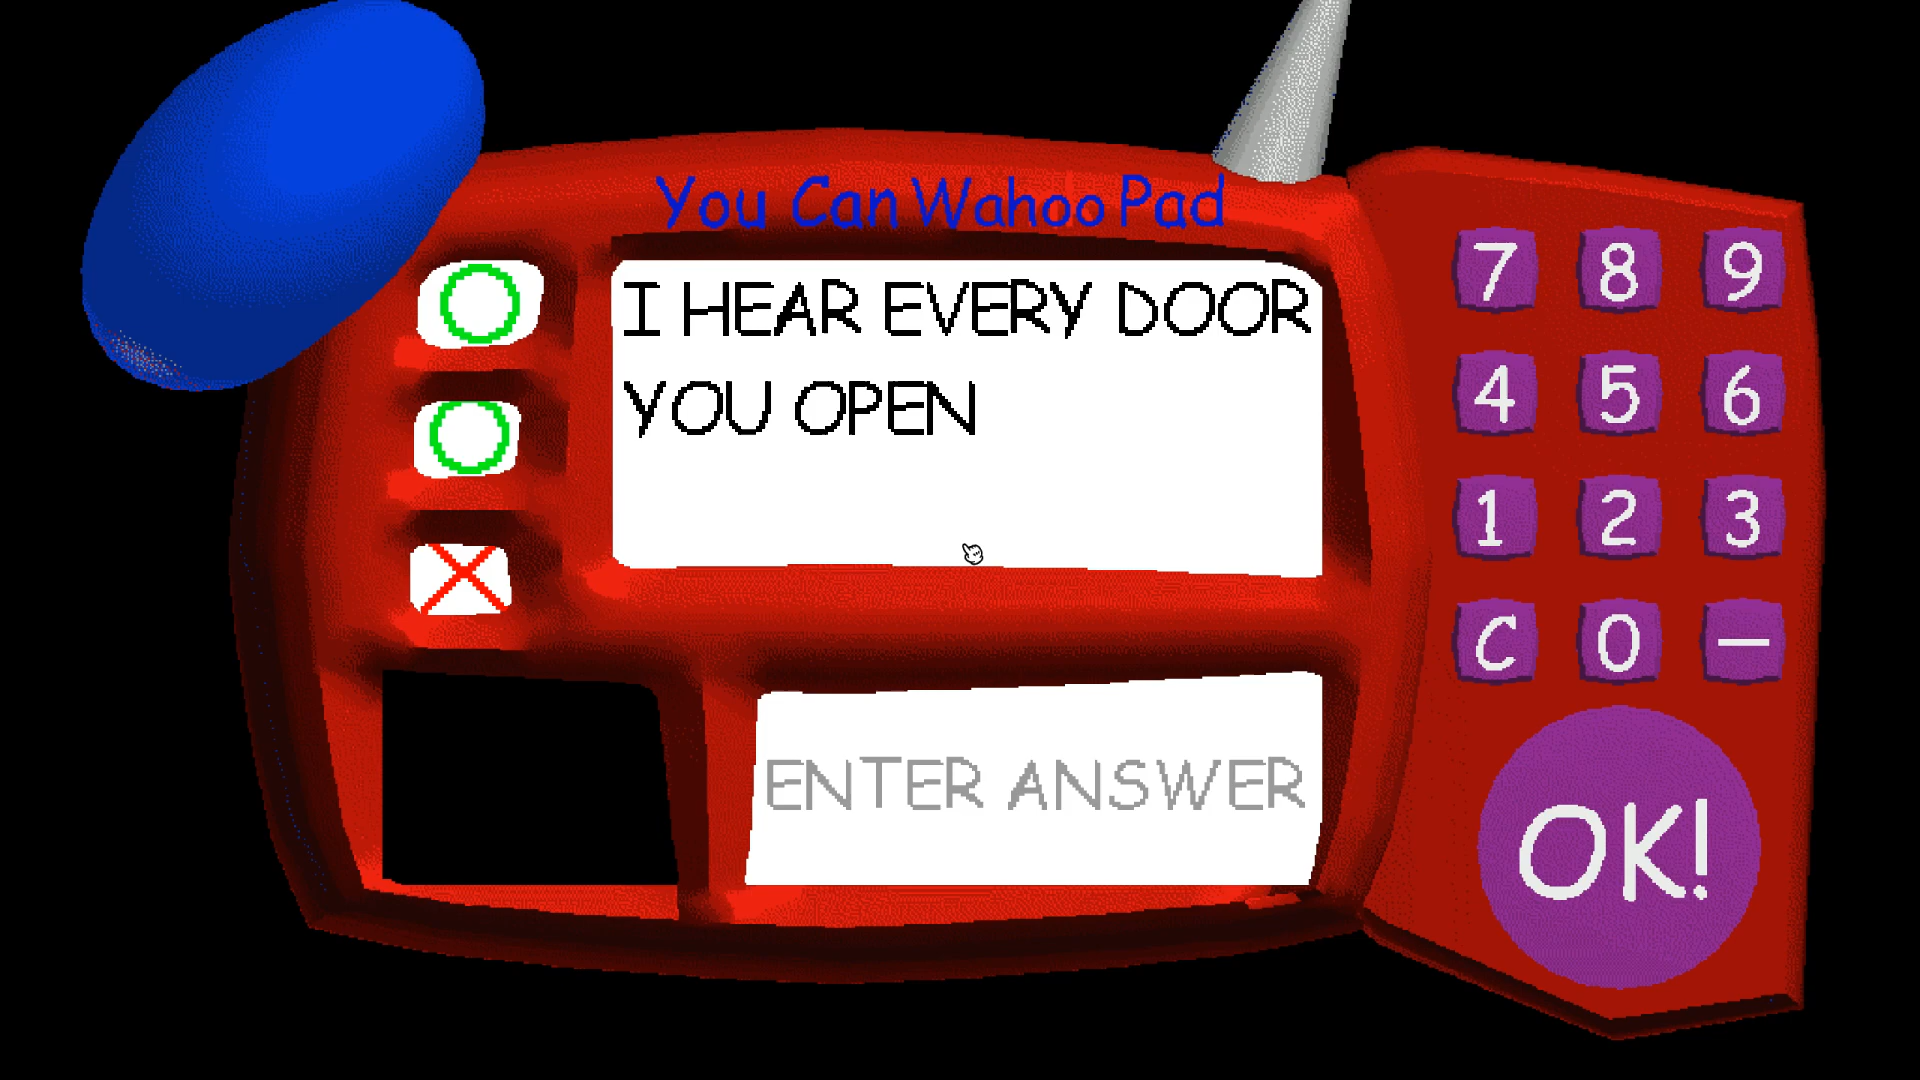 You Can Wahoo Pad
I HEAR EVERY DOOR
YOU OPEN
ENTER ANSWER
7 8 9
4 5 6
1 2 3
C 0 —
OK!